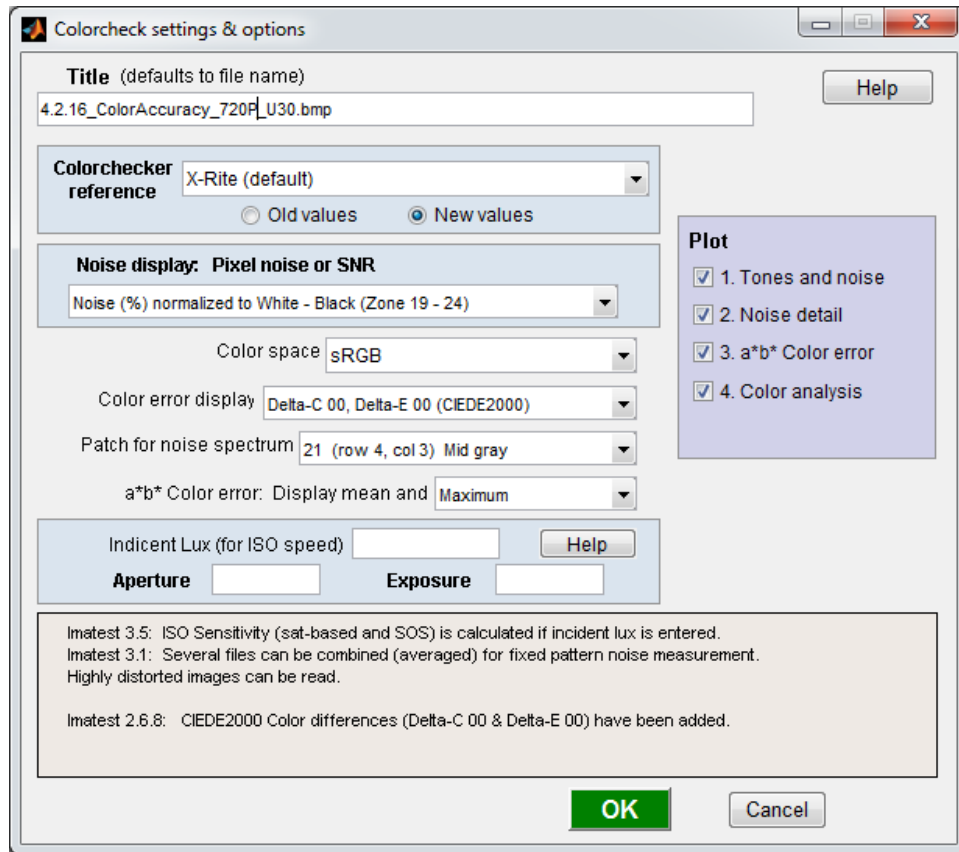 Colorcheck settings & options
Title (defaults to file name)
Help
4.2.16_ColorAccuracy_720P_U30.bmp
Colorchecker
reference
X-Rite (default)
Old values New values
Noise display: Pixel noise or SNR
Noise (%) normalized to White - Black (Zone 19 - 24)
Plot
1. Tones and noise
2. Noise detail
3. a*b* Color error
4. Color analysis
Color space sRGB
Color error display Delta-C 00, Delta-E 00 (CIEDE2000)
Patch for noise spectrum 21 (row 4, col 3) Mid gray
a*b* Color error: Display mean and Maximum
Indicent Lux (for ISO speed) Help
Aperture Exposure
Imatest 3.5: ISO Sensitivity (sat-based and SOS) is calculated if incident lux is entered.
Imatest 3.1: Several files can be combined (averaged) for fixed pattern noise measurement.
Highly distorted images can be read.
Imatest 2.6.8: CIEDE2000 Color differences (Delta-C 00 & Delta-E 00) have been added.
OK Cancel